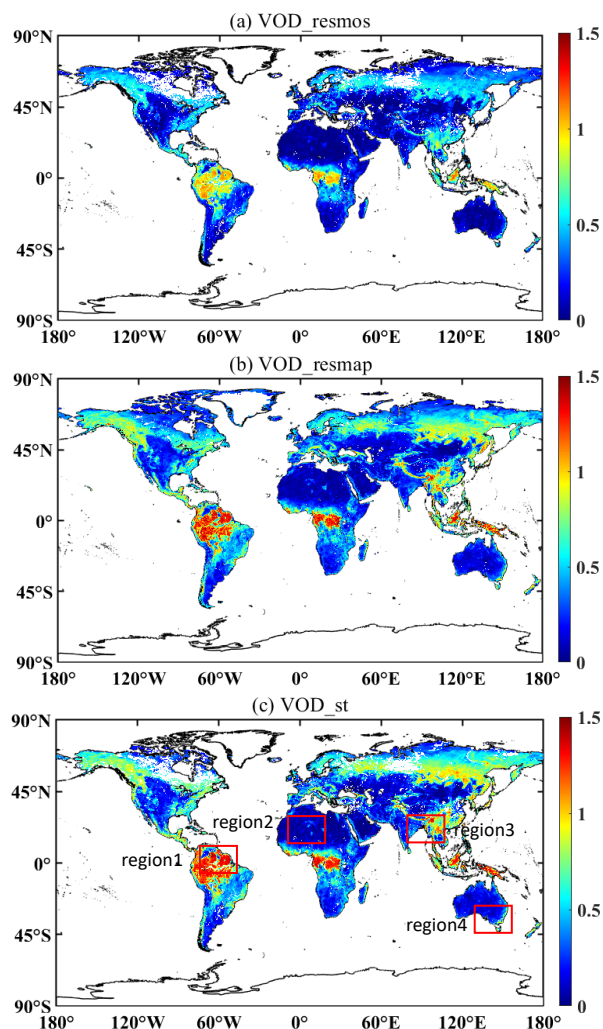 (a) VOD_resmos
90°N
45°N
0°
45°S
90°S
180°
120°W
60°W
0°
60°E
120°E
180°
1.5
1
0.5
0
(b) VOD_resmap
90°N
45°N
0°
45°S
90°S
180°
120°W
60°W
0°
60°E
120°E
180°
1.5
1
0.5
0
(c) VOD_st
90°N
45°N
0°
45°S
90°S
180°
120°W
60°W
0°
60°E
120°E
180°
1.5
1
0.5
0
region2
region3
region1
region4